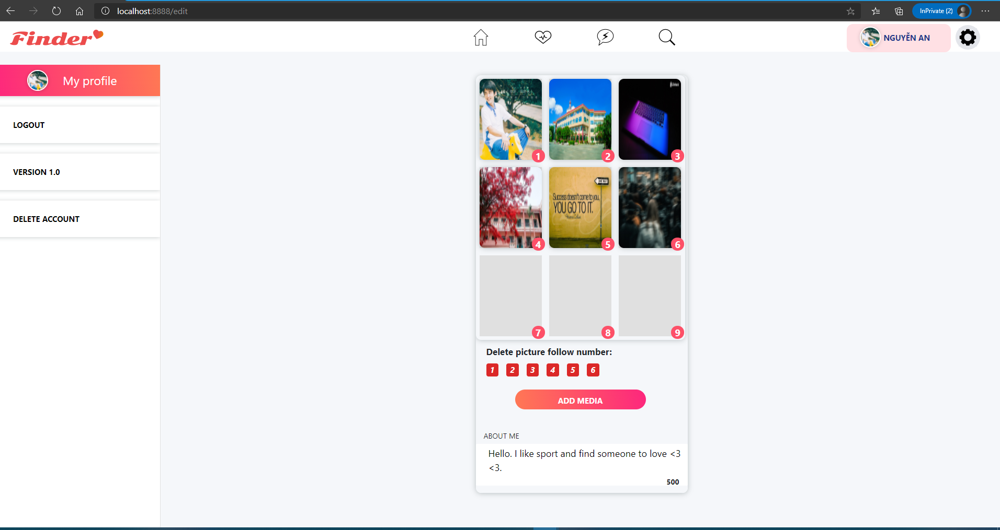 localhost:8888/edit
InPrivate (2)
Finder
NGUYỄN AN
My profile
LOGOUT
VERSION 1.0
DELETE ACCOUNT
1
2
3
Success doesn't come to you,
YOU GO TO IT.
4
5
6
7
8
9
Delete picture follow number:
1 2 3 4 5 6
ADD MEDIA
ABOUT ME
Hello. I like sport and find someone to love <3
<3.
500